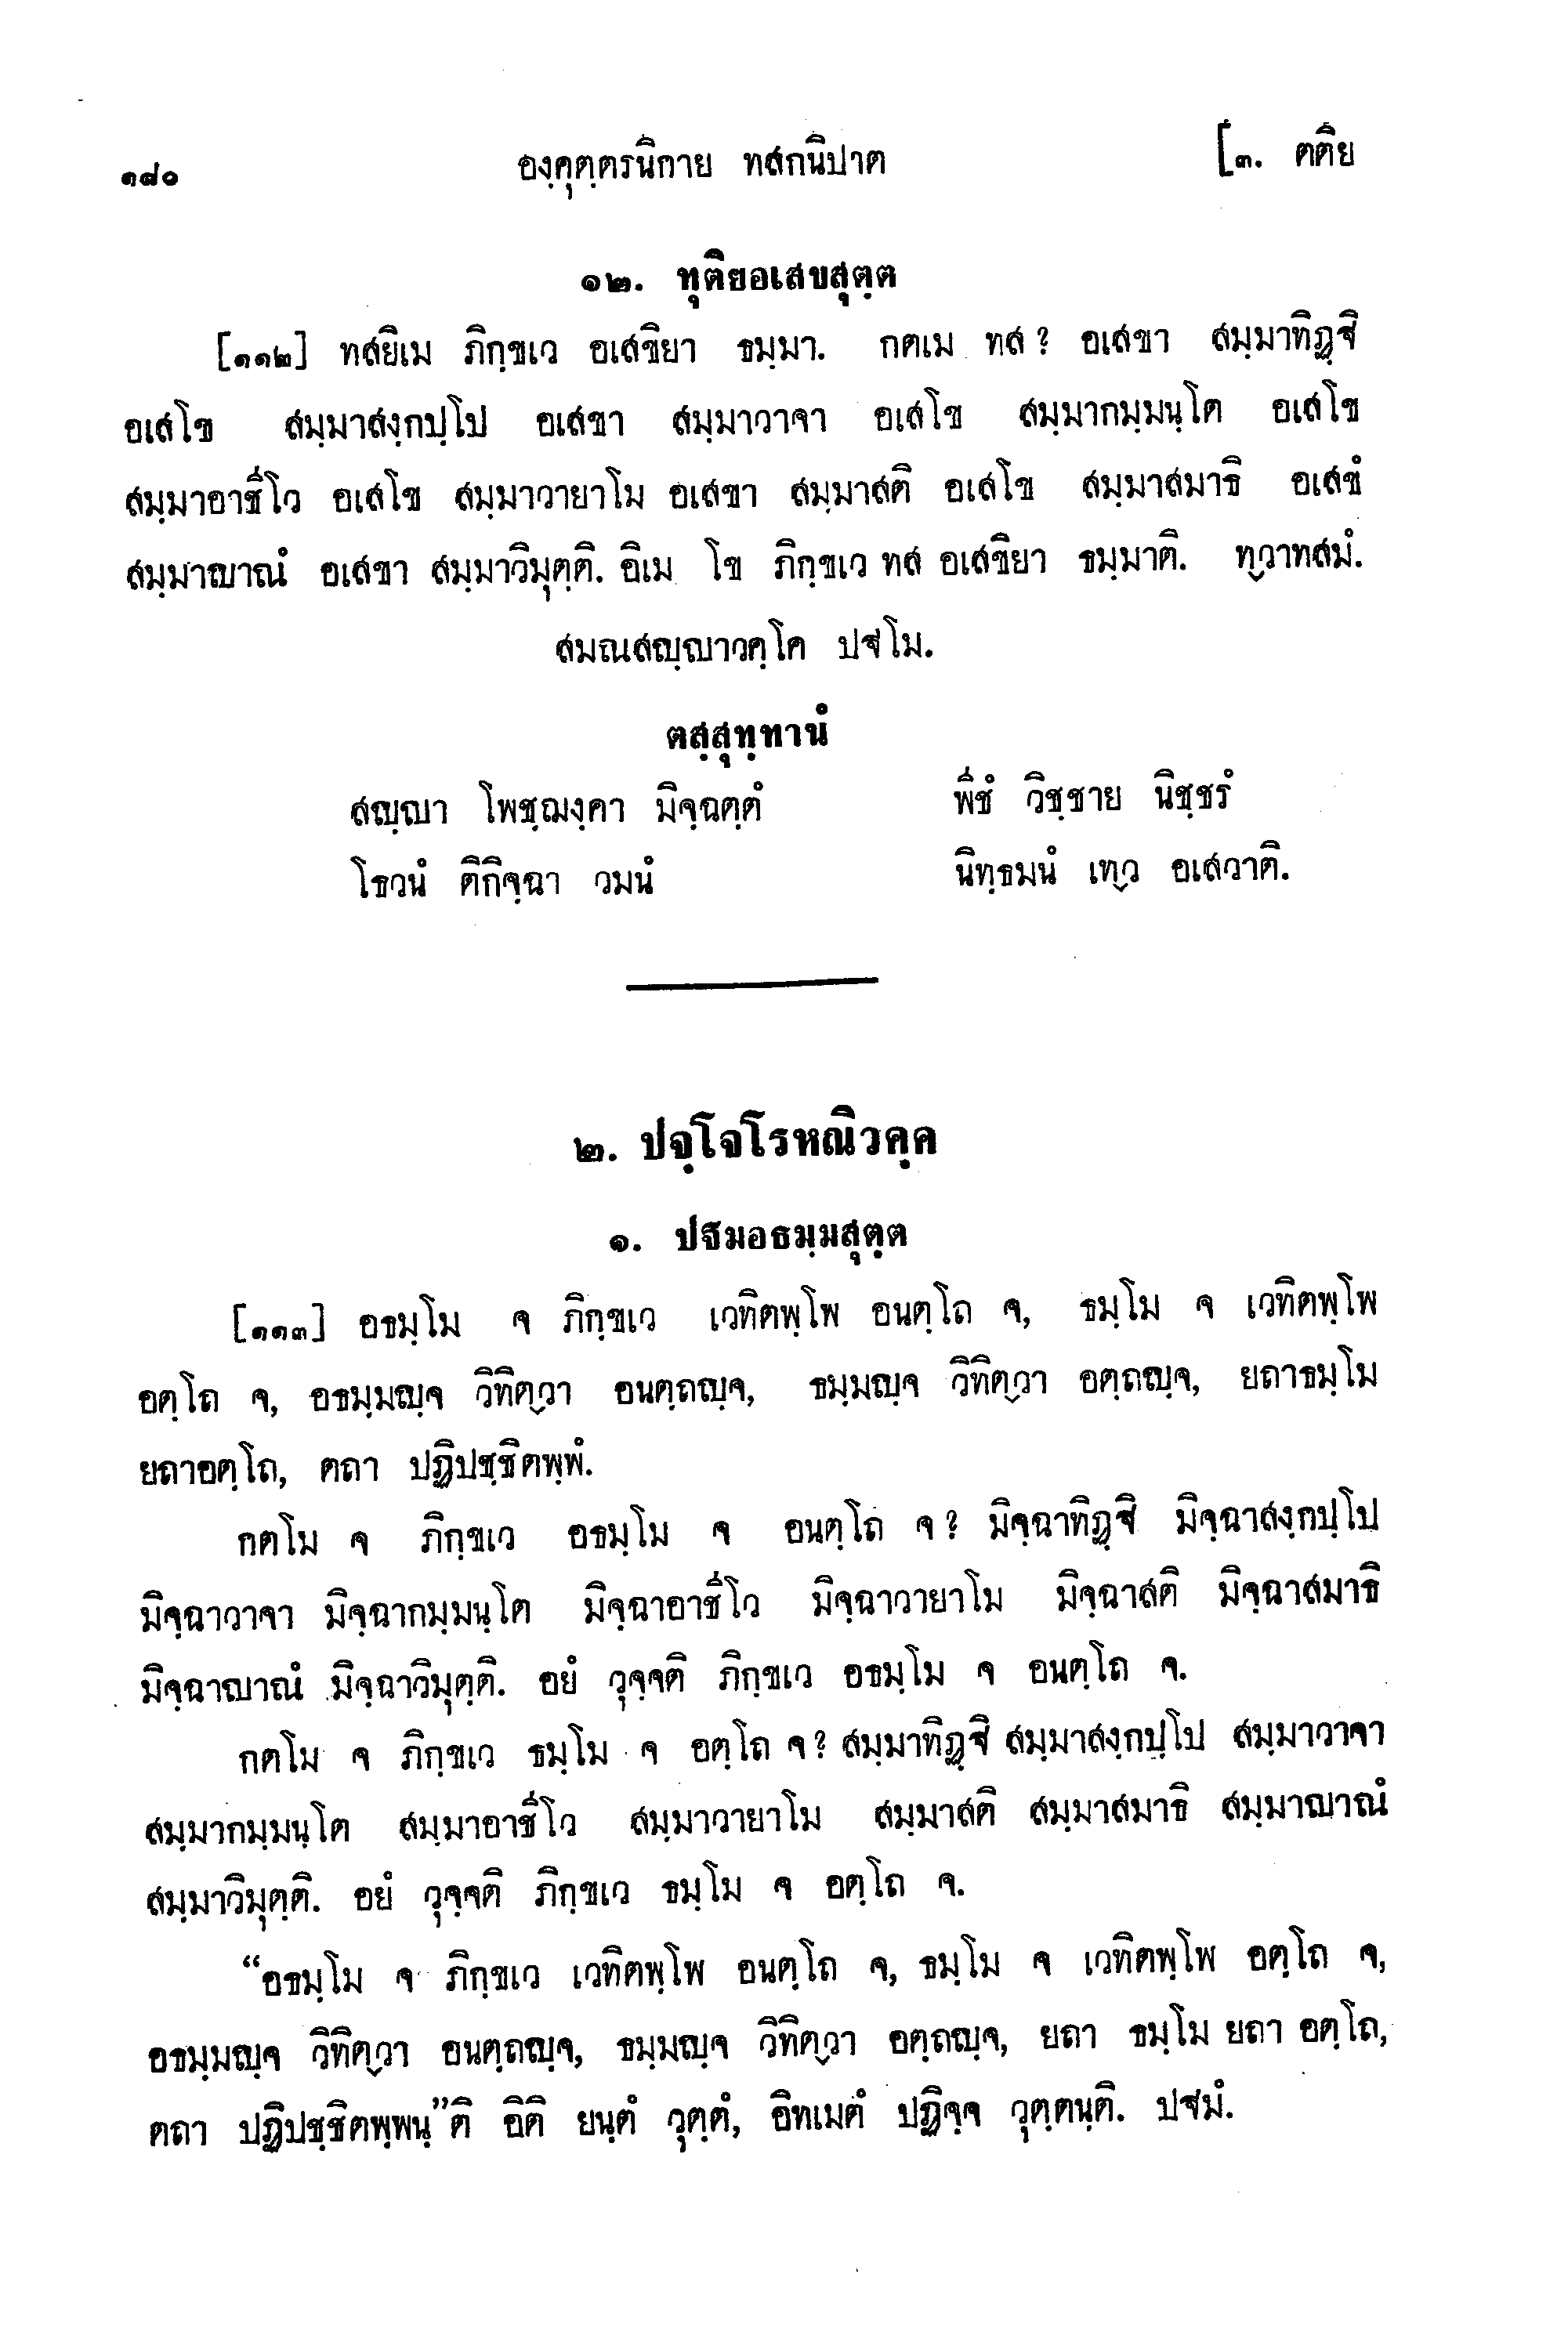 ๑๘๐ องฺคุตฺตรนิกาย ทสกนิปาต [๓. ตติย
๑๒. ทุติยอเสขสุตฺต
[๑๑๒] ทสยิเม ภิกฺขเว อเสขิยา ธมฺมา. กตเม ทส? อเสขา สมฺมาทิฏฺฐิ
อเสโข สมฺมาสงฺกปฺโป อเสขา สมฺมาวาจา อเสโข สมฺมากมฺมนฺโต อเสโข
สมฺมาอาชีโว อเสโข สมฺมาวายาโม อเสขา สมฺมาสติ อเสโข สมฺมาสมาธิ อเสขํ
สมฺมาญาณํ อเสขา สมฺมาวิมุตฺติ. อิเม โข ภิกฺขเว ทส อเสขิยา ธมฺมาติ. ทฺวาทสมํ.
สมณสญฺญาวคฺโค ปฐโม.
ตสฺสุทฺทานํ
สญฺญา โพชฺฌงฺคา มิจฺฉตฺตํ พีชํ วิชฺชาย นิชฺชรํ
โธวนํ ติกิจฺฉา วมนํ นิทฺธมนํ เทฺว อเสวาติ.
๒. ปจฺโจโรหณิวคฺค
๑. ปฐมอธมฺมสุตฺต
[๑๑๓] อธมฺโม จ ภิกฺขเว เวทิตพฺโพ อนตฺโถ จ, ธมฺโม จ เวทิตพฺโพ
อตฺโถ จ, อธมฺมญฺจ วิทิตฺวา อนตฺถญฺจ, ธมฺมญฺจ วิทิตฺวา อตฺถญฺจ, ยถาธมฺโม
ยถาอตฺโถ, ตถา ปฏิปชฺชิตพฺพํ.
กตโม จ ภิกฺขเว อธมฺโม จ อนตฺโถ จ? มิจฺฉาทิฏฺฐิ มิจฺฉาสงฺกปฺโป
มิจฺฉาวาจา มิจฺฉากมฺมนฺโต มิจฺฉาอาชีโว มิจฺฉาวายาโม มิจฺฉาสติ มิจฺฉาสมาธิ
มิจฺฉาญาณํ มิจฺฉาวิมุตฺติ. อยํ วุจฺจติ ภิกฺขเว อธมฺโม จ อนตฺโถ จ.
กตโม จ ภิกฺขเว ธมฺโม จ อตฺโถ จ? สมฺมาทิฏฺฐิ สมฺมาสงฺกปฺโป สมฺมาวาจา
สมฺมากมฺมนฺโต สมฺมาอาชีโว สมฺมาวายาโม สมฺมาสติ สมฺมาสมาธิ สมฺมาญาณํ
สมฺมาวิมุตฺติ. อยํ วุจฺจติ ภิกฺขเว ธมฺโม จ อตฺโถ จ.
“อธมฺโม จ ภิกฺขเว เวทิตพฺโพ อนตฺโถ จ, ธมฺโม จ เวทิตพฺโพ อตฺโถ จ,
อธมฺมญฺจ วิทิตฺวา อนตฺถญฺจ, ธมฺมญฺจ วิทิตฺวา อตฺถญฺจ, ยถา ธมฺโม ยถา อตฺโถ,
ตถา ปฏิปชฺชิตพฺพนฺ”ติ อิติ ยนฺตํ วุตฺตํ, อิทเมตํ ปฏิจฺจ วุตฺตนฺติ. ปฐมํ.